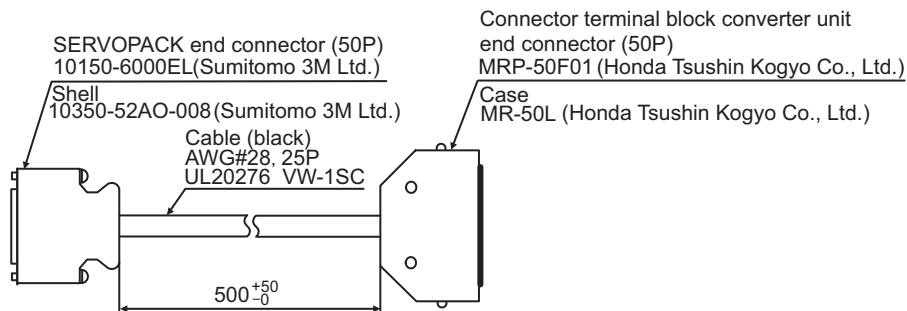 SERVOPACK end connector (50P)
10150-6000EL(Sumitomo 3M Ltd.)
Shell
10350-52AO-008(Sumitomo 3M Ltd.)
Cable (black)
AWG#28, 25P
UL20276 VW-1SC
Connector terminal block converter unit
end connector (50P)
MRP-50F01 (Honda Tsushin Kogyo Co., Ltd.)
Case
MR-50L (Honda Tsushin Kogyo Co., Ltd.)
500 +50 −0